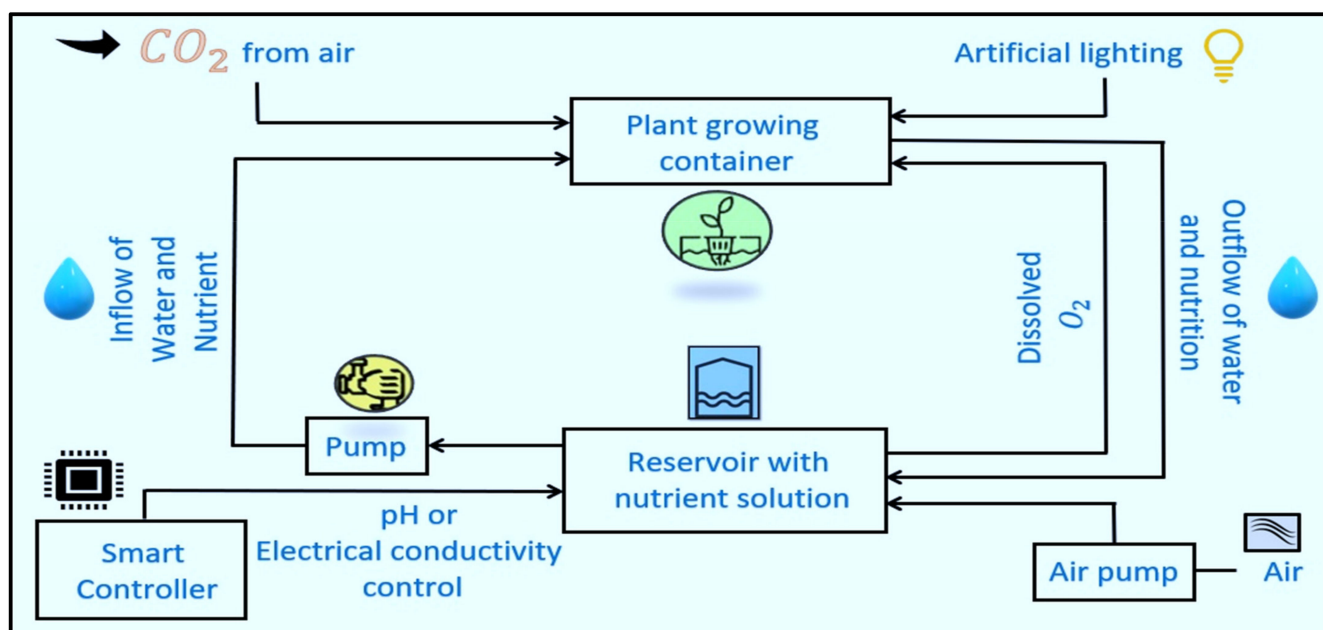 CO₂ from air
Artificial lighting
Plant growing
container
Inflow of
Water and
Nutrient
Dissolved
O₂
Outflow of water
and nutrition
Pump
Reservoir with
nutrient solution
Smart
Controller
pH or
Electrical conductivity
control
Air pump
Air